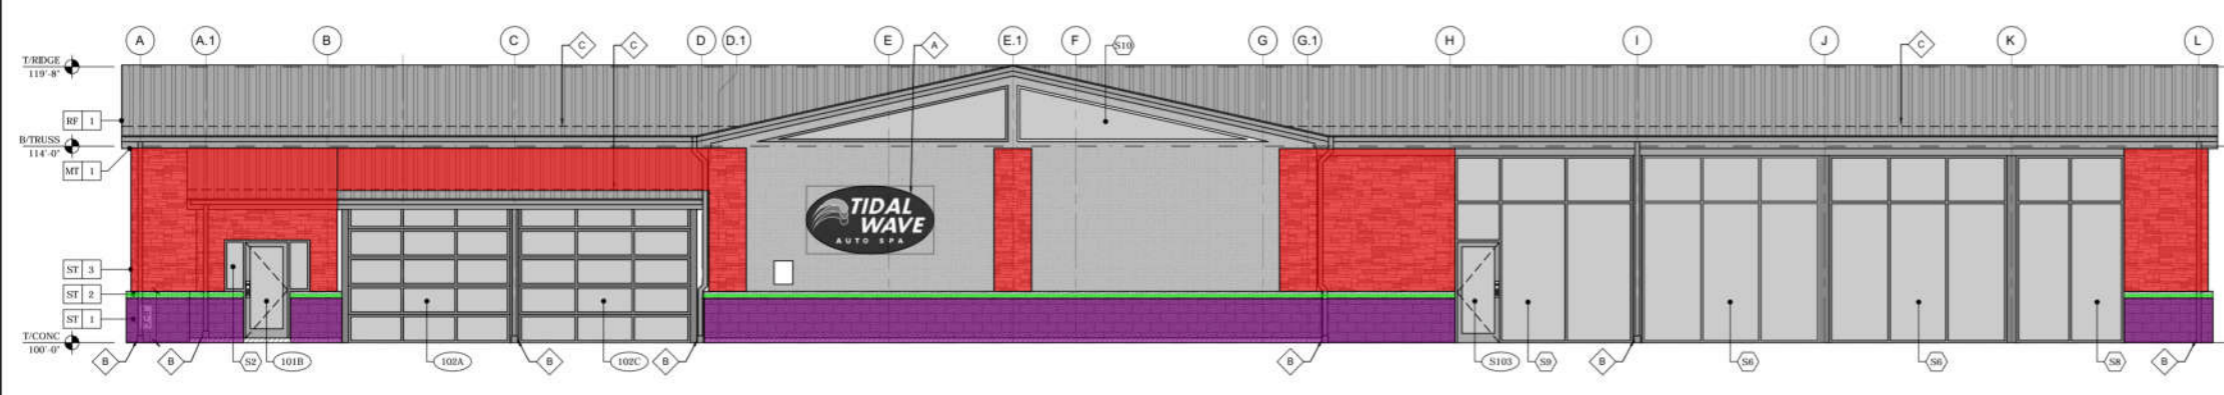 A A.1 B C C C D D.1 E A E.1 F S10 G G.1 H I J C K L
T/RIDGE
119'-8"
RF 1
B/TRUSS
114'-0"
MT 1
TIDAL
WAVE
AUTO SPA
ST 3
ST 2
ST 1
T/CONC
100'-0"
B B S2 101B 102A B 102C B B S103 S9 B S6 S6 S8 B